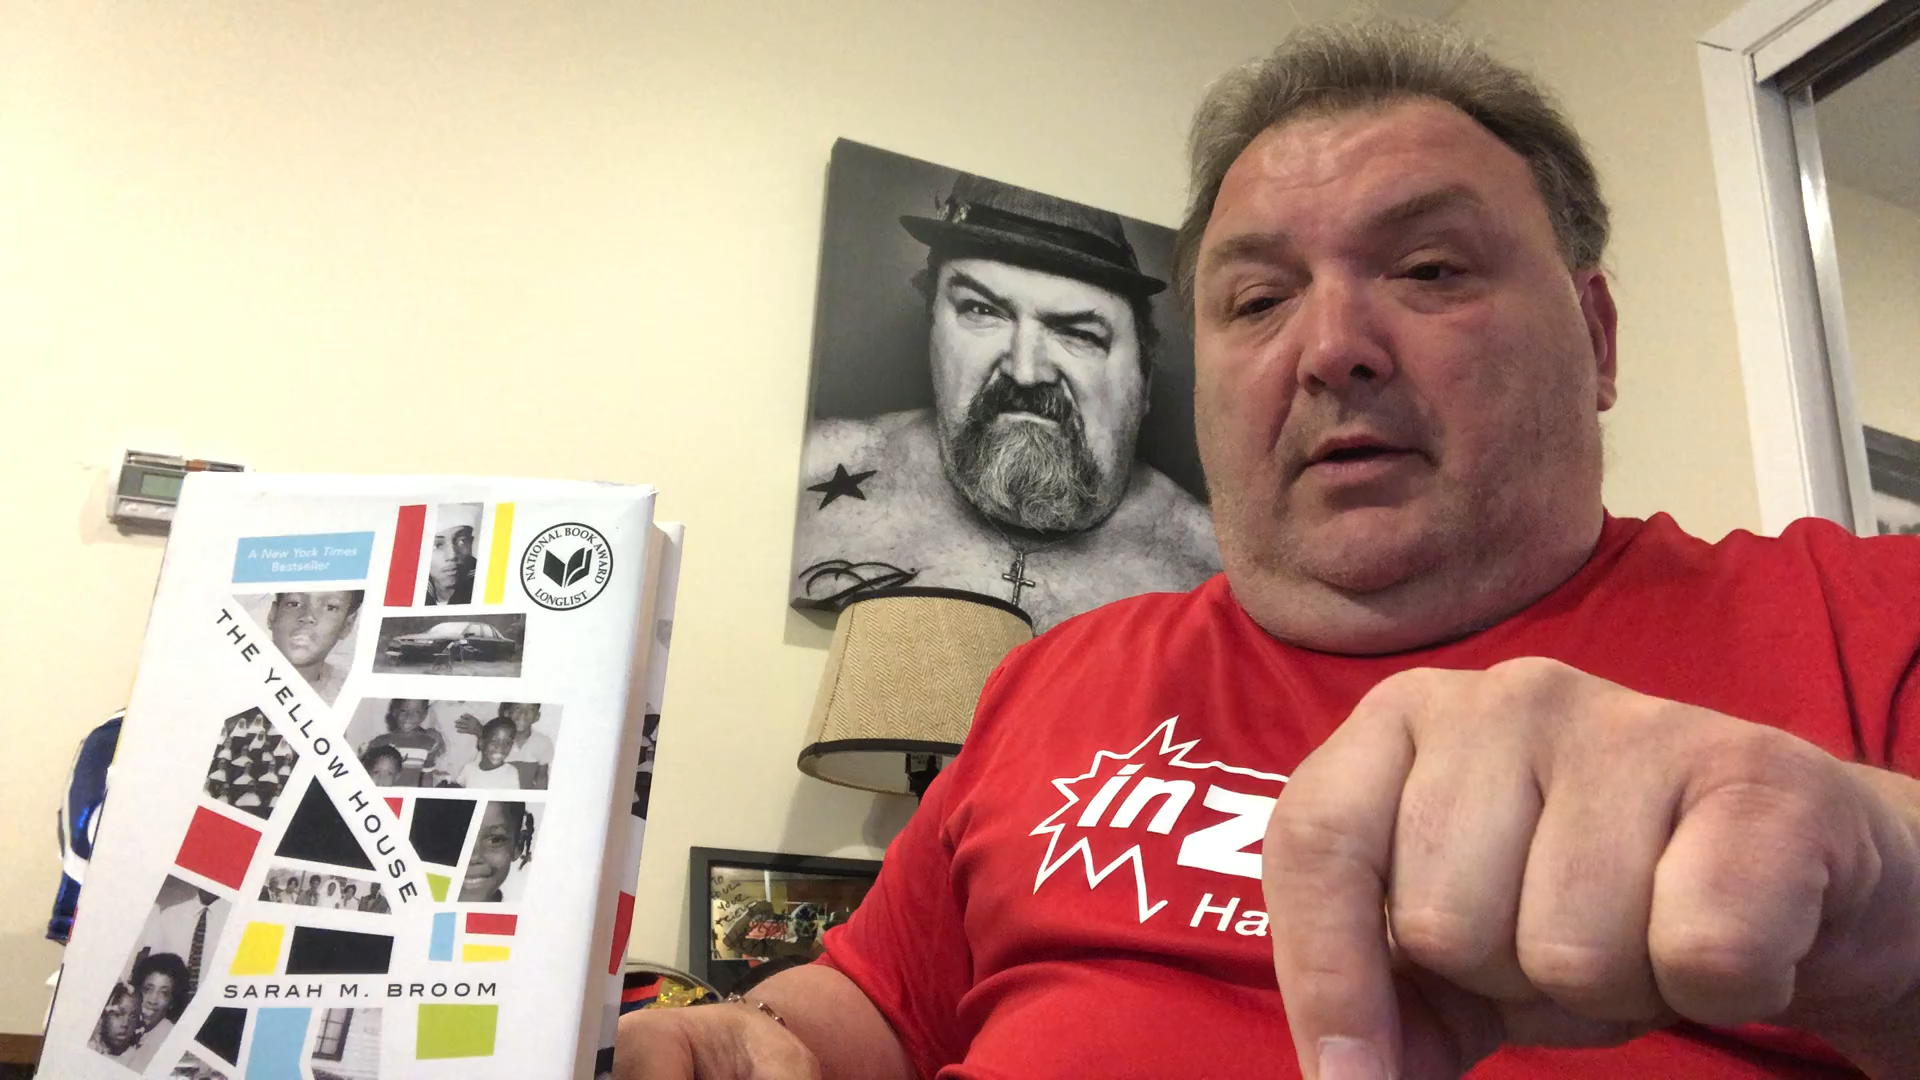 A New York Times
Bestseller
NATIONAL BOOK AWARD
LONGLIST
THE YELLOW HOUSE
SARAH M. BROOM
in
Ha